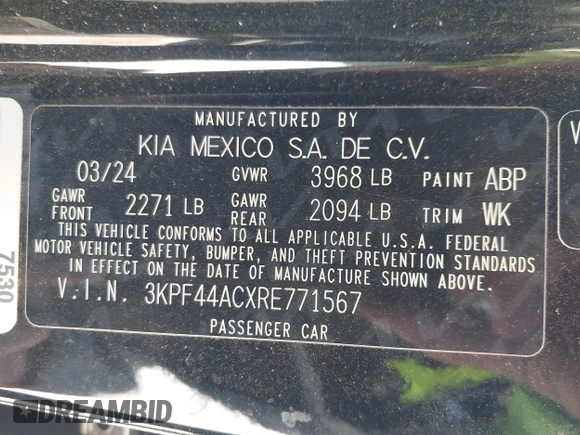 MANUFACTURED BY
KIA MEXICO S.A. DE C.V.
03/24 GVWR 3968 LB PAINT ABP
GAWR FRONT 2271 LB GAWR REAR 2094 LB TRIM WK
THIS VEHICLE CONFORMS TO ALL APPLICABLE U.S.A. FEDERAL
MOTOR VEHICLE SAFETY, BUMPER, AND THEFT PREVENTION STANDARDS
IN EFFECT ON THE DATE OF MANUFACTURE SHOWN ABOVE.
V.I.N. 3KPF44ACXRE771567
PASSENGER CAR
7530
V
DREAMBID